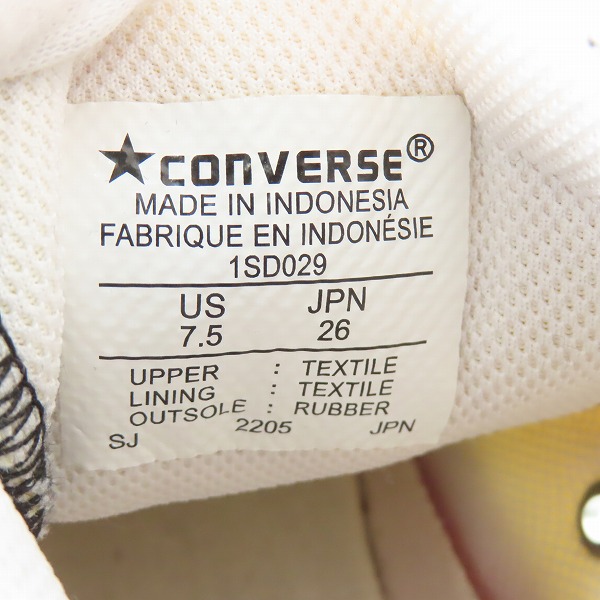 ★CONVERSE®
MADE IN INDONESIA
FABRIQUE EN INDONÉSIE
1SD029
US JPN
7.5 26
UPPER : TEXTILE
LINING : TEXTILE
OUTSOLE : RUBBER
SJ 2205 JPN